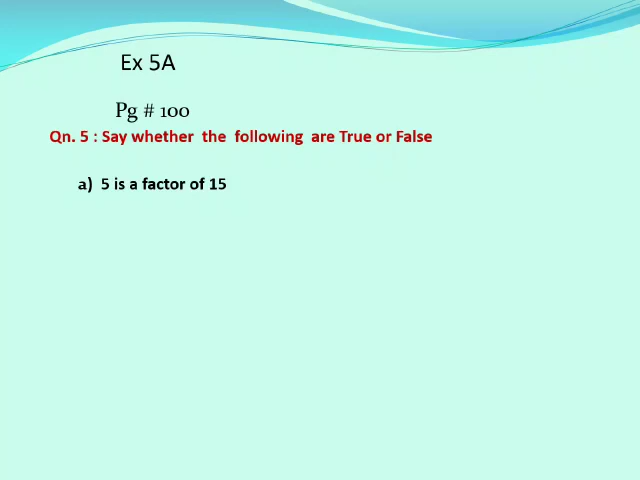 Ex 5A
Pg # 100
Qn. 5 : Say whether the following are True or False
a) 5 is a factor of 15